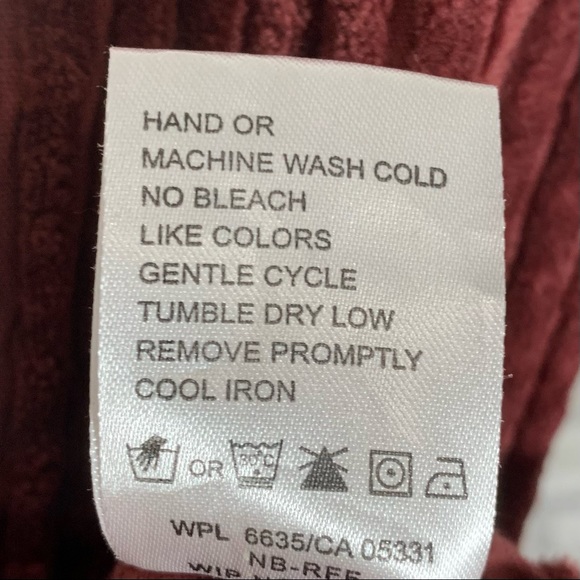 HAND OR
MACHINE WASH COLD
NO BLEACH
LIKE COLORS
GENTLE CYCLE
TUMBLE DRY LOW
REMOVE PROMPTLY
COOL IRON
OR
WPL 6635/CA 05331